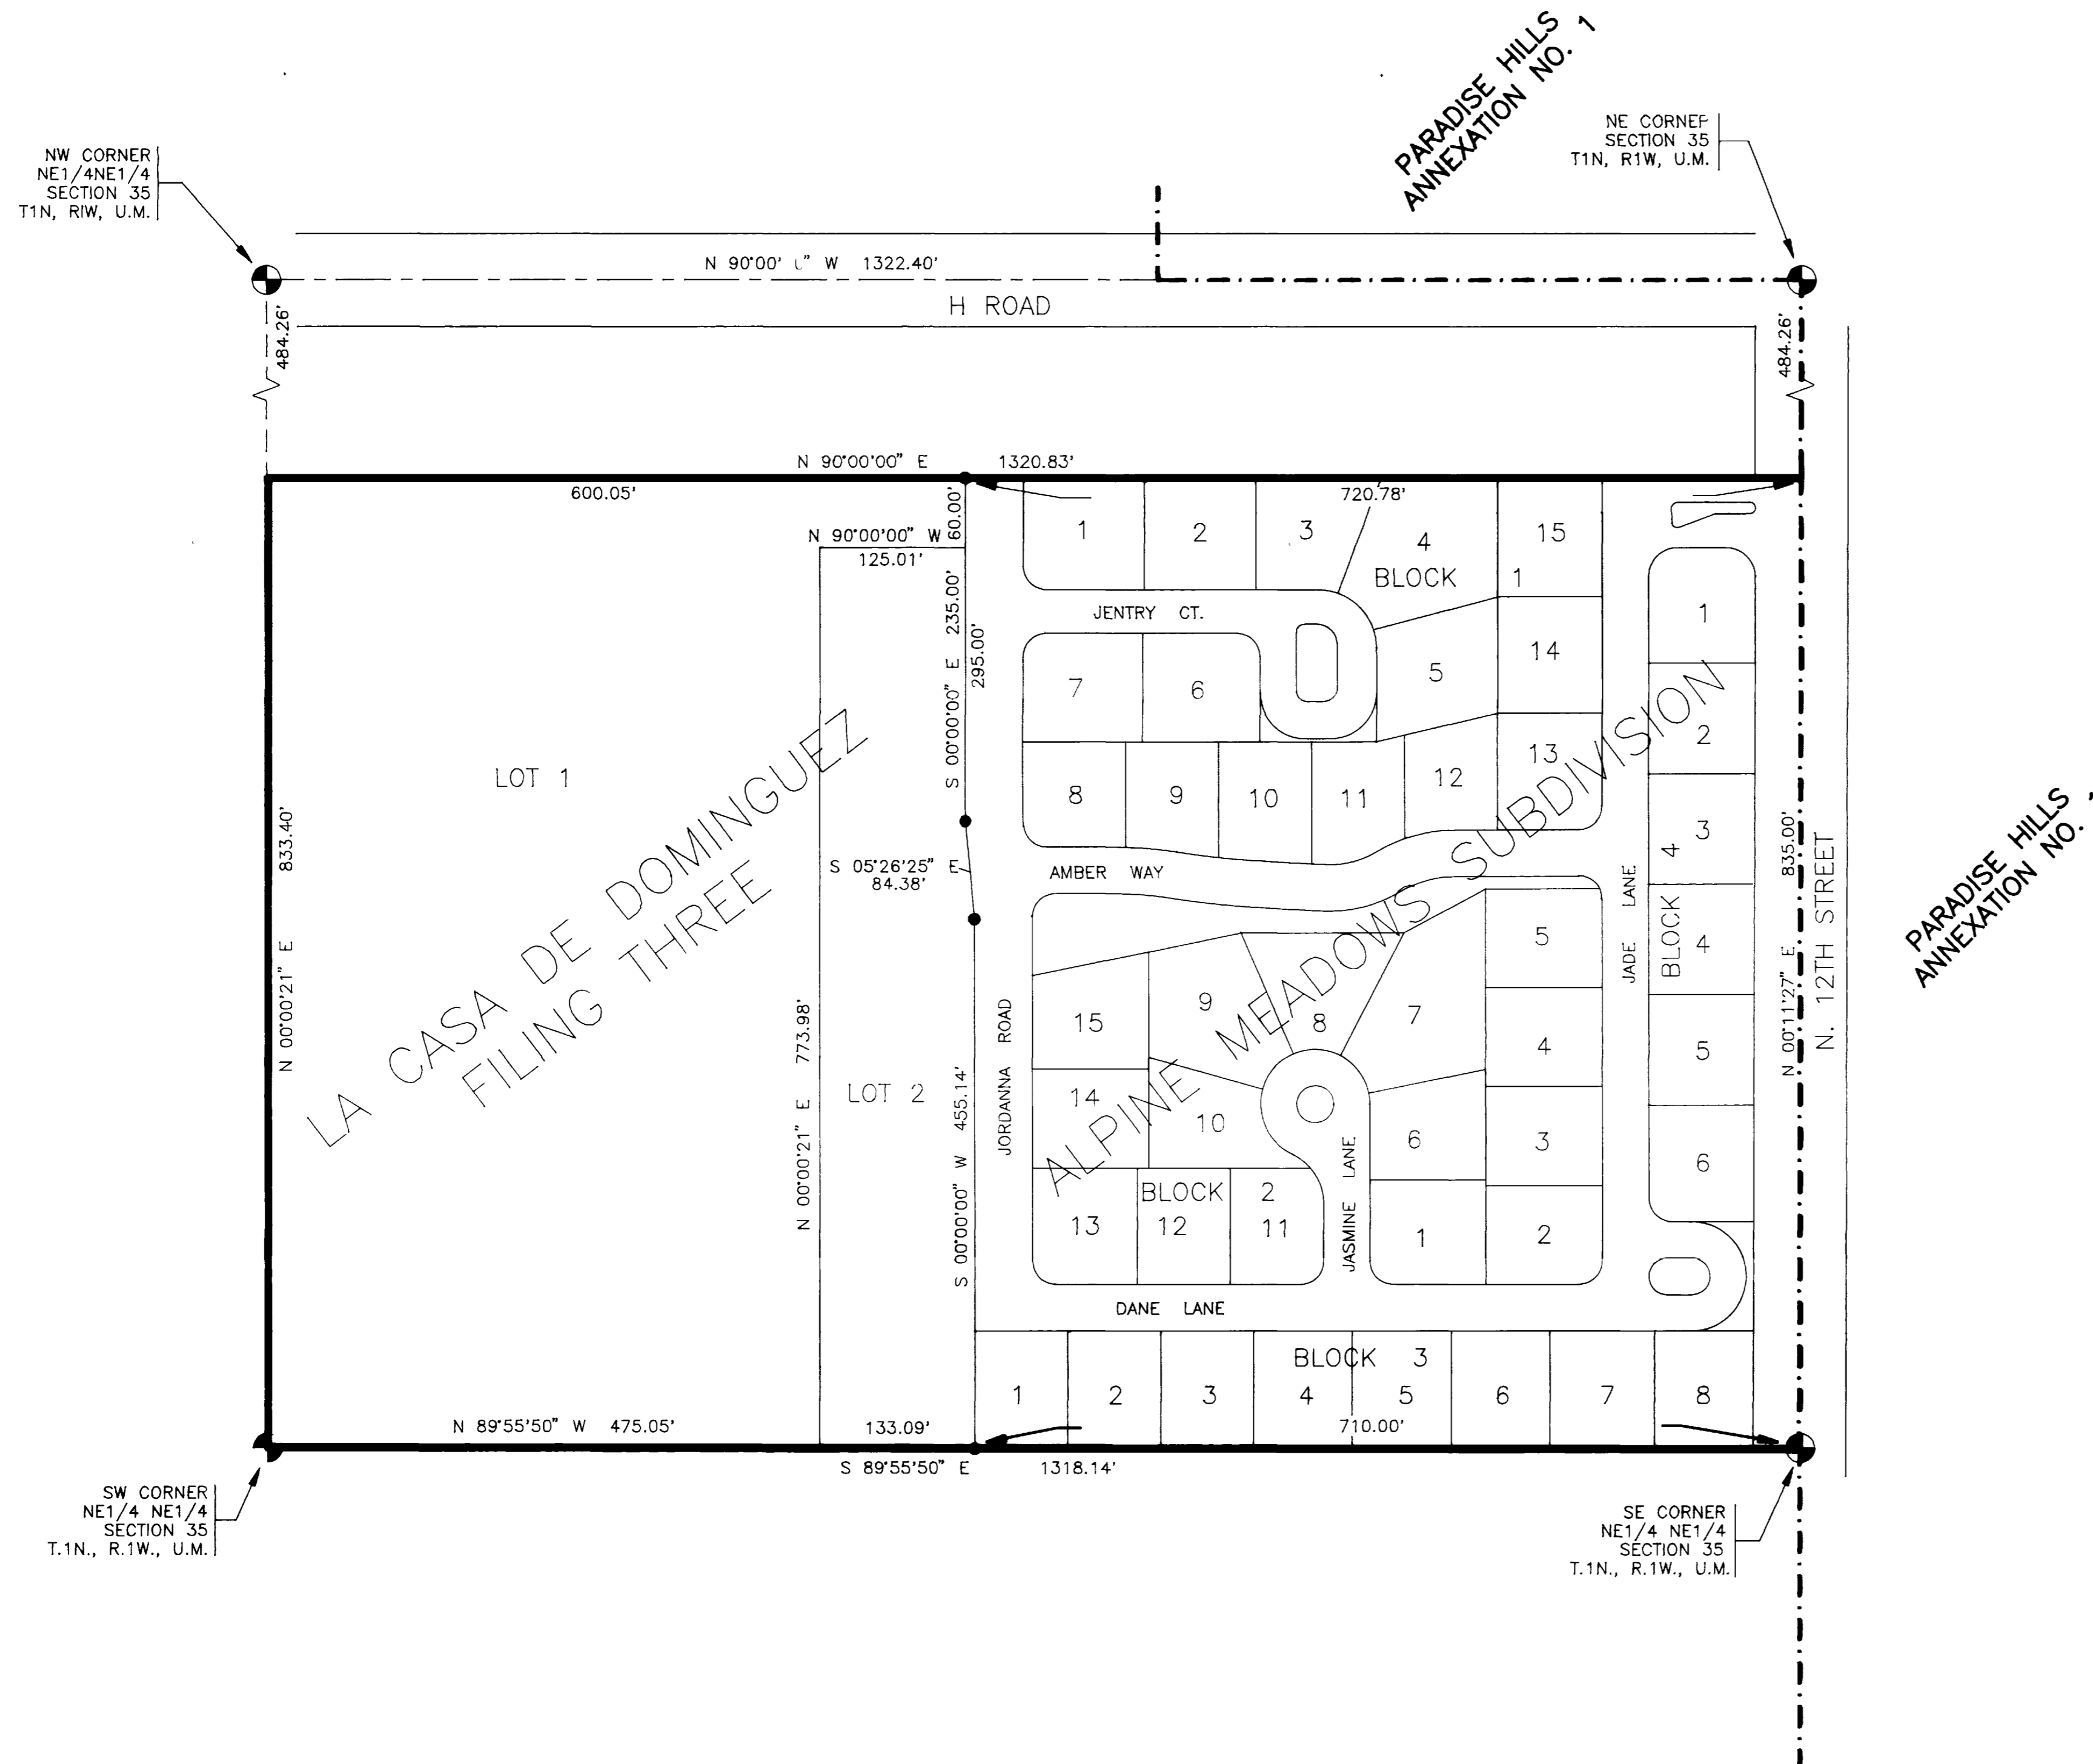 PARADISE HILLS
ANNEXATION NO. 1
NW CORNER
NE1/4NE1/4
SECTION 35
T1N, RIW, U.M.
NE CORNER
SECTION 35
T1N, R1W, U.M.
N 90°00' " W 1322.40'
H ROAD
484.26'
484.26'
N 90°00'00" E 1320.83'
600.05'
720.78'
N 90°00'00" W
125.01'
60.00'
S 00°00'00" E 235.00'
295.00'
1
2
3
4
15
BLOCK 1
JENTRY CT.
7
6
5
14
8
9
10
11
12
13
1
2
3
4
5
6
BLOCK 4
LOT 1
LA CASA DE DOMINGUEZ
FILING THREE
N 00°00'21" E 833.40'
S 05°26'25" E
84.38'
AMBER WAY
ALPINE MEADOWS SUBDIVISION
JADE LANE
N 00°11'27" E 835.00'
N. 12TH STREET
PARADISE HILLS
ANNEXATION NO.
N 00°00'21" E 773.98'
LOT 2
S 00°00'00" W 455.14'
JORDANNA ROAD
15
9
8
7
5
14
10
4
6
3
BLOCK 2
13
12
11
1
2
JASMINE LANE
DANE LANE
BLOCK 3
1
2
3
4
5
6
7
8
N 89°55'50" W 475.05'
133.09'
710.00'
S 89°55'50" E 1318.14'
SW CORNER
NE1/4 NE1/4
SECTION 35
T.1N., R.1W., U.M.
SE CORNER
NE1/4 NE1/4
SECTION 35
T.1N., R.1W., U.M.